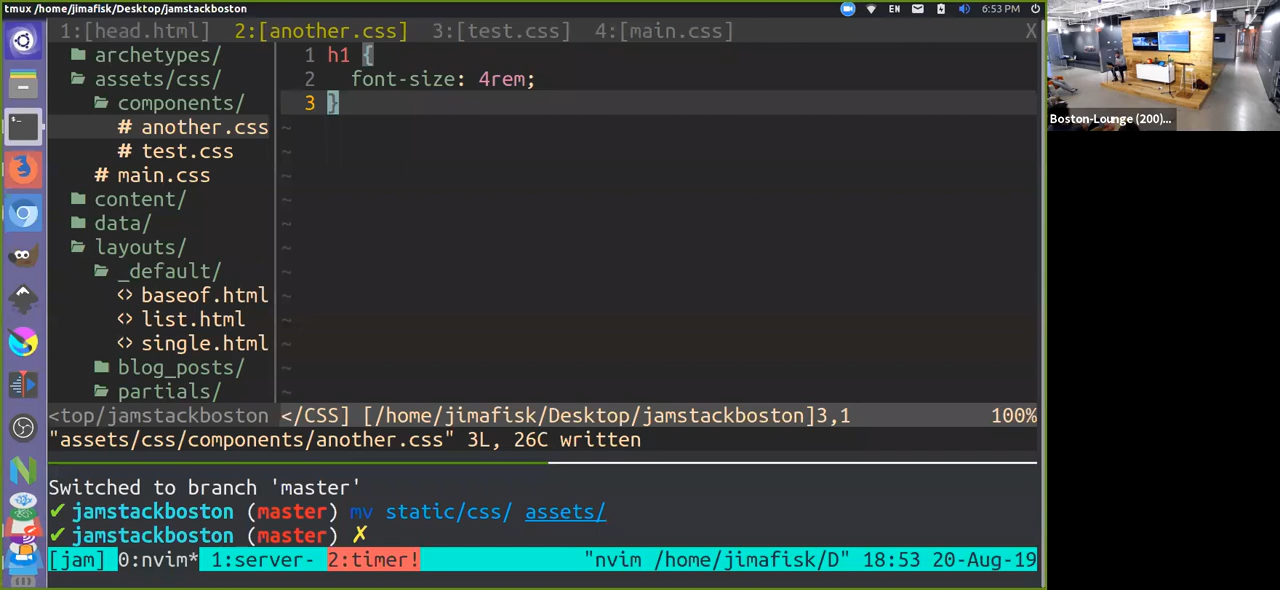 tmux /home/jimafisk/Desktop/jamstackboston
EN
6:53 PM
1:[head.html] 2:[another.css] 3:[test.css] 4:[main.css] X
archetypes/
assets/css/
components/
# another.css
# test.css
# main.css
content/
data/
layouts/
_default/
<> baseof.html
<> list.html
<> single.html
blog_posts/
partials/
1 h1 {
2 font-size: 4rem;
3 }
~
~
~
~
~
~
~
~
~
~
~
~
<top/jamstackboston </CSS] [/home/jimafisk/Desktop/jamstackboston]3,1 100%
"assets/css/components/another.css" 3L, 26C written
Switched to branch 'master'
✔ jamstackboston (master) mv static/css/ assets/
✔ jamstackboston (master) ✗
[jam] 0:nvim* 1:server- 2:timer! "nvim /home/jimafisk/D" 18:53 20-Aug-19
Boston-Lounge (200)...